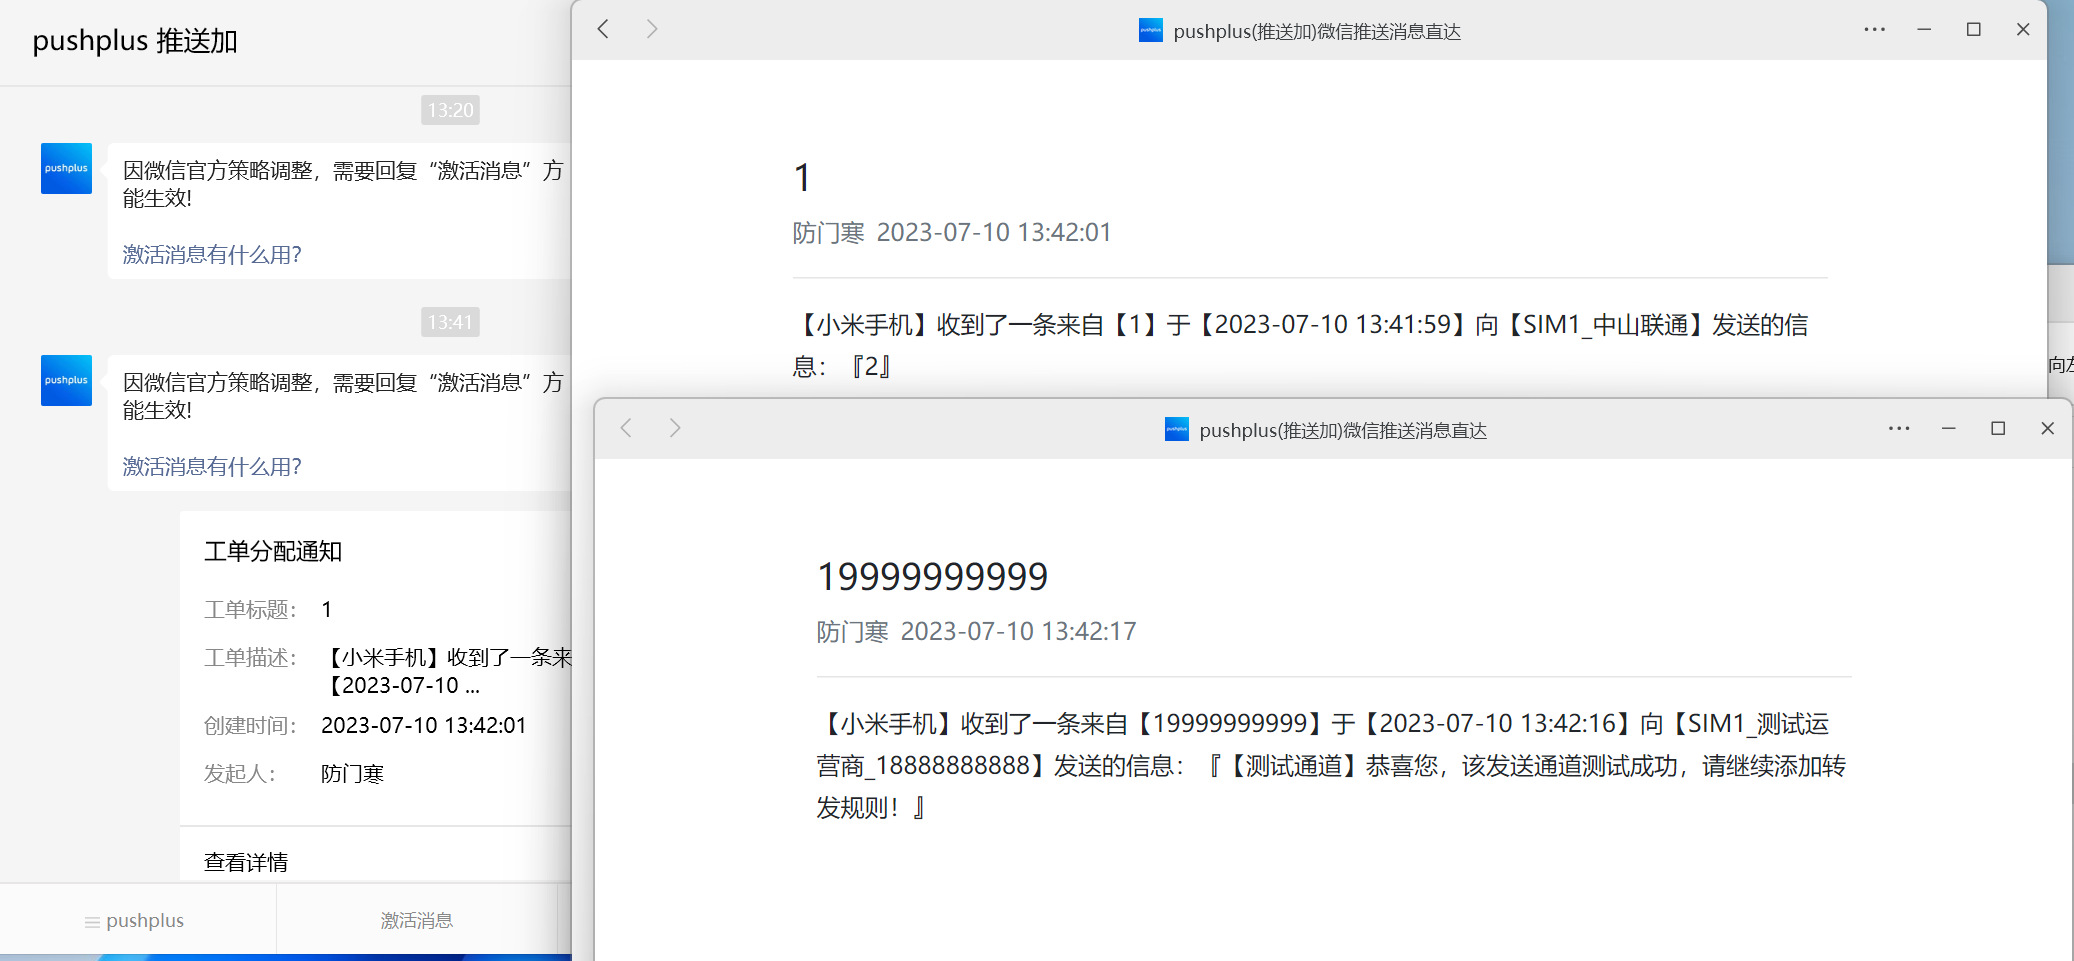 pushplus 推送加
13:20
pushplus
因微信官方策略调整，需要回复“激活消息”方
能生效!
激活消息有什么用?
13:41
pushplus
因微信官方策略调整，需要回复“激活消息”方
能生效!
激活消息有什么用?
工单分配通知
工单标题： 1
工单描述： 【小米手机】收到了一条来
【2023-07-10 ...
创建时间： 2023-07-10 13:42:01
发起人： 防门寒
查看详情
pushplus
激活消息
pushplus(推送加)微信推送消息直达
1
防门寒 2023-07-10 13:42:01
【小米手机】收到了一条来自【1】于【2023-07-10 13:41:59】向【SIM1_中山联通】发送的信
息：『2』
向左
pushplus(推送加)微信推送消息直达
19999999999
防门寒 2023-07-10 13:42:17
【小米手机】收到了一条来自【19999999999】于【2023-07-10 13:42:16】向【SIM1_测试运
营商_18888888888】发送的信息：『【测试通道】恭喜您，该发送通道测试成功，请继续添加转
发规则！』